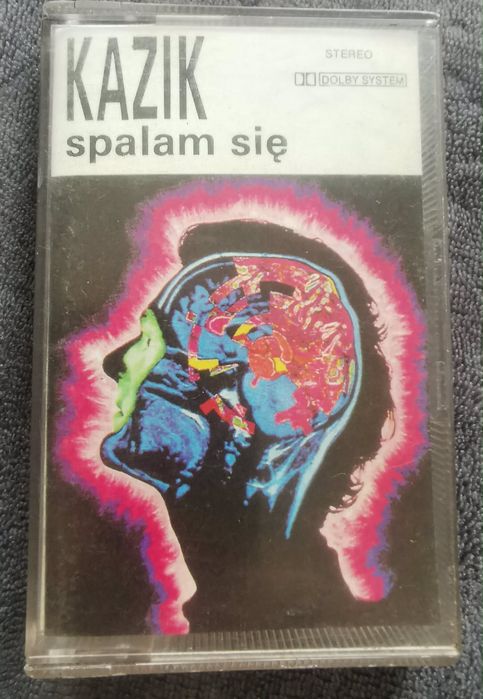 KAZIK
spalam się
STEREO
DOLBY SYSTEM